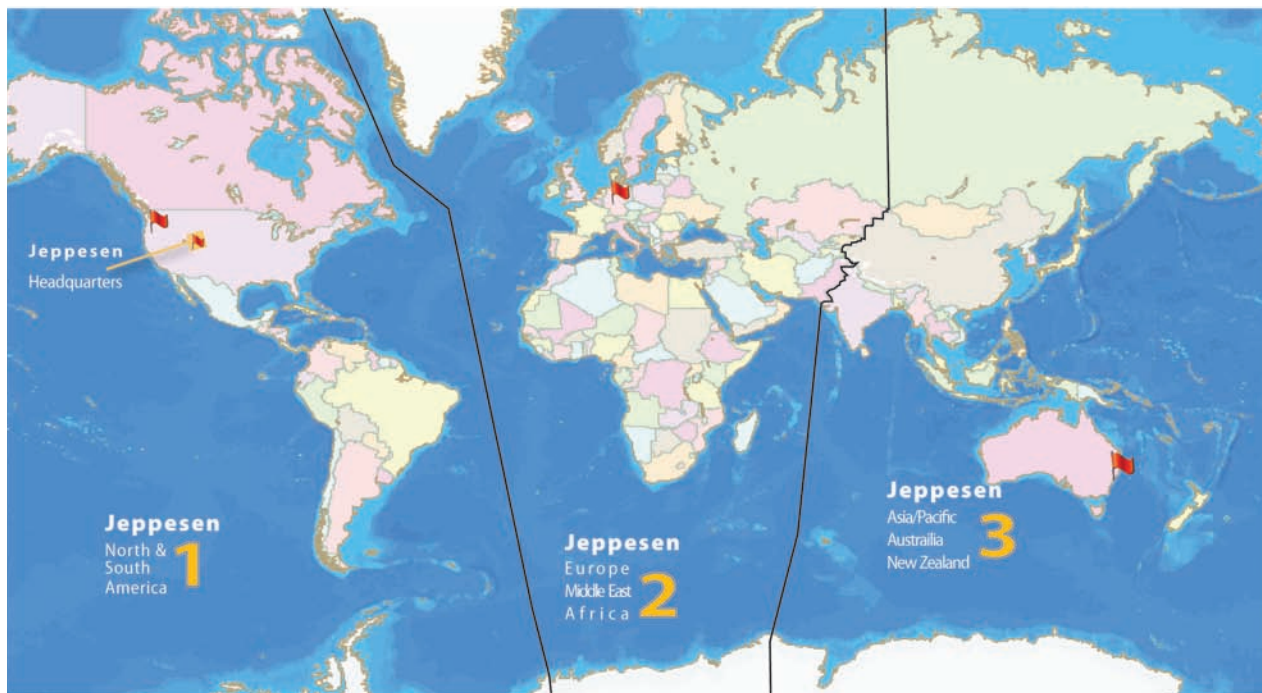 Jeppesen
Headquarters
Jeppesen
North &
South
America
1
Jeppesen
Europe
Middle East
Africa
2
Jeppesen
Asia/Pacific
Austrailia
New Zealand
3